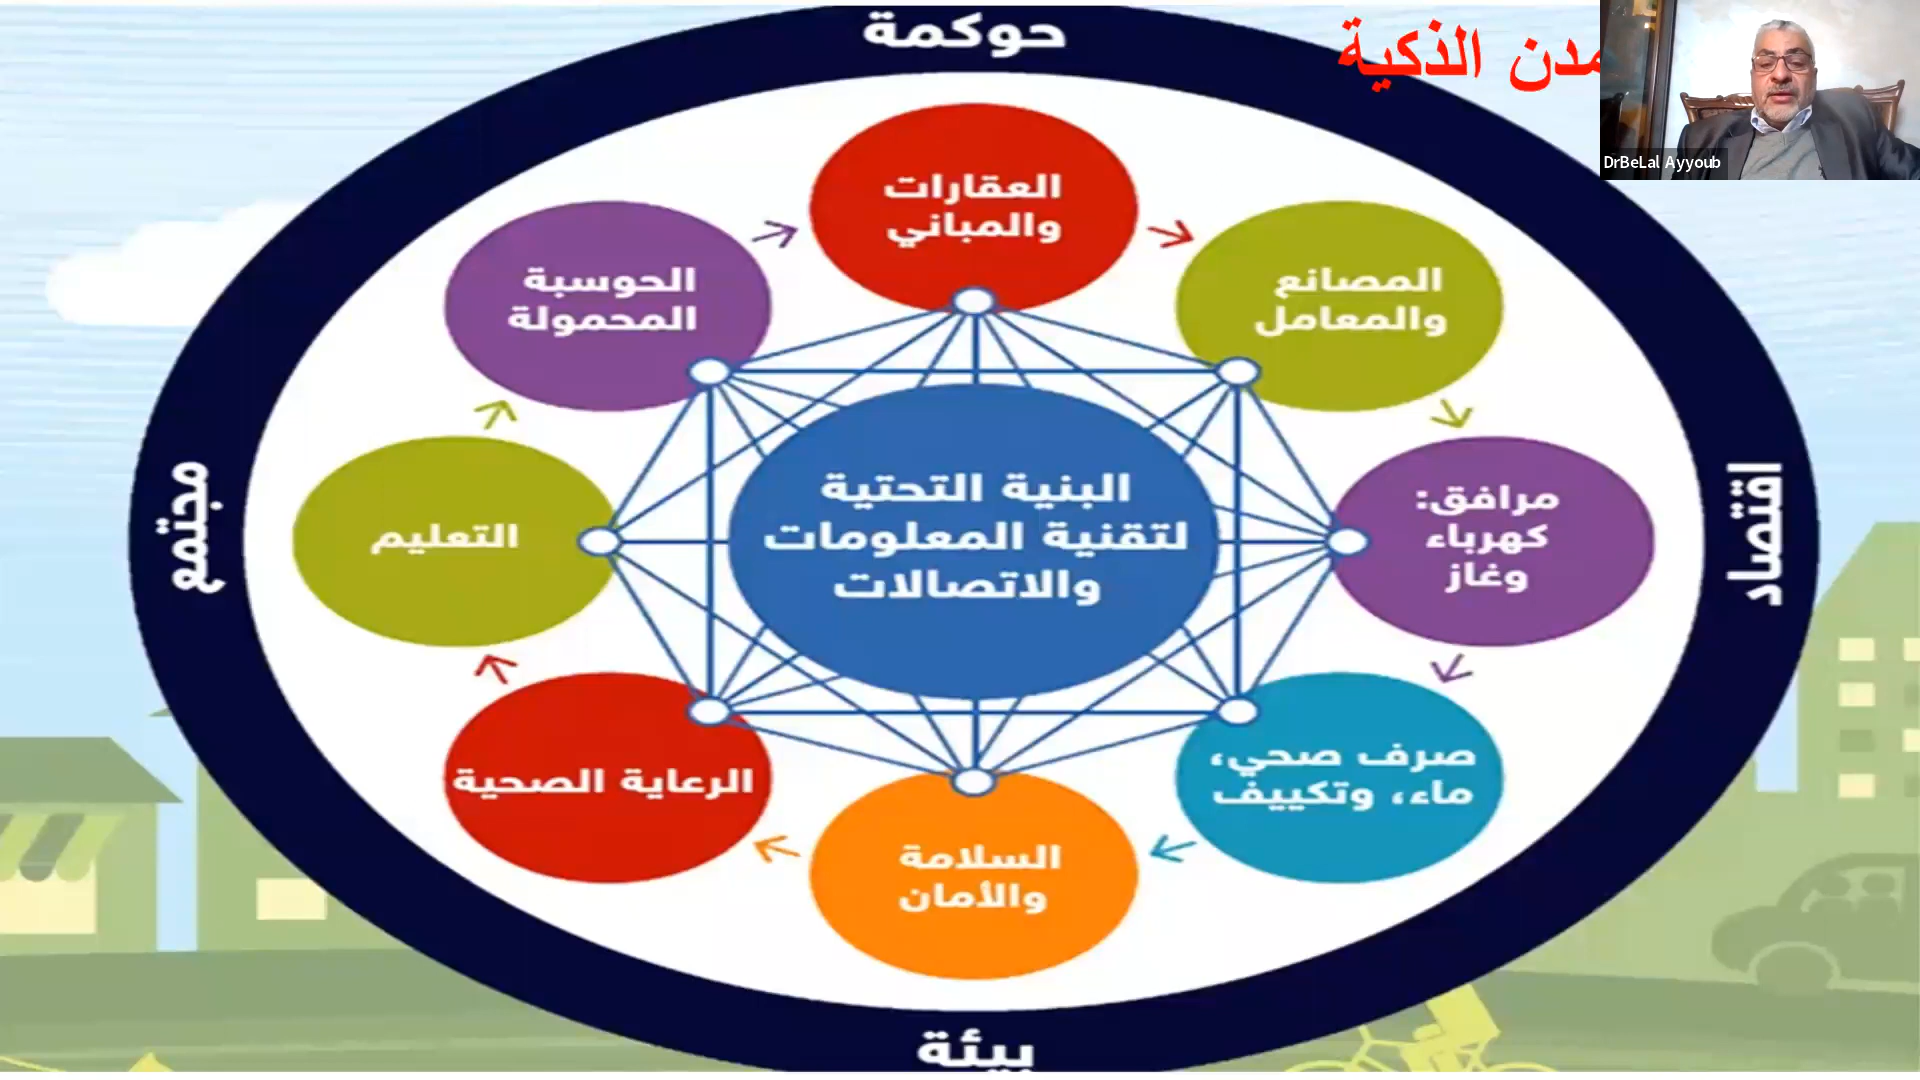 حوكمة
الذكية
DrBeLal Ayyoub
العقارات
والمباني
المصانع
والمعامل
مرافق:
كهرباء
وغاز
صرف صحي،
ماء، وتكييف
السلامة
والأمان
الرعاية الصحية
التعليم
الحوسبة
المحمولة
البنية التحتية
لتقنية المعلومات
والاتصالات
اقتصاد
مجتمع
بيئة